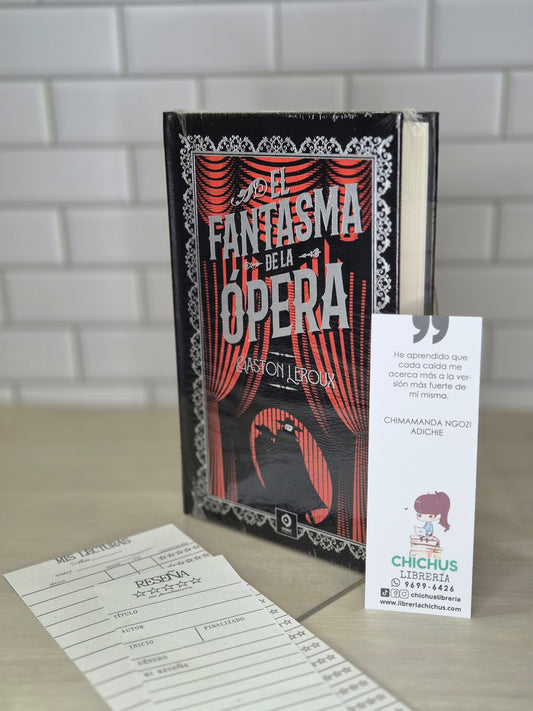 EL
FANTASMA
DE LA
ÓPERA
GASTON LEROUX
He aprendido que
cada caída me
acerca más a la ver-
sión más fuerte de
mí misma.
CHIMAMANDA NGOZI
ADICHIE
CHICHUS
LIBRERÍA
9699-6426
chichuslibreria
www.libreriachichus.com
MIS LECTURAS
TÍTULO
RESEÑA
TÍTULO
AUTOR
INICIO
FINALIZADO
GÉNERO
MI RESEÑA